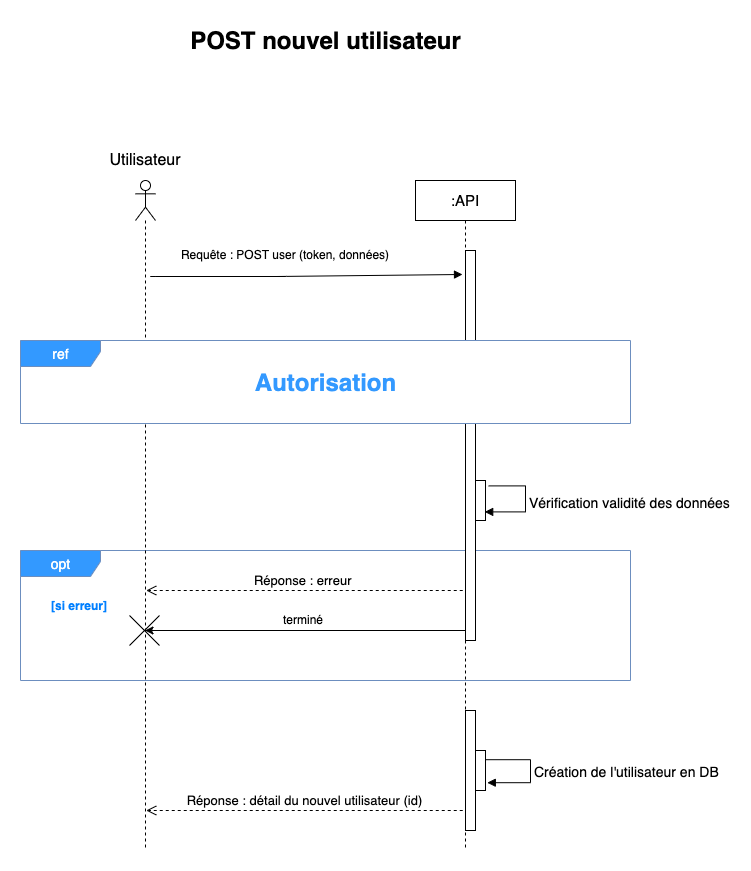 POST nouvel utilisateur
Utilisateur
:API
Requête : POST user (token, données)
ref
Autorisation
Vérification validité des données
opt
Réponse : erreur
[si erreur]
terminé
Création de l'utilisateur en DB
Réponse : détail du nouvel utilisateur (id)